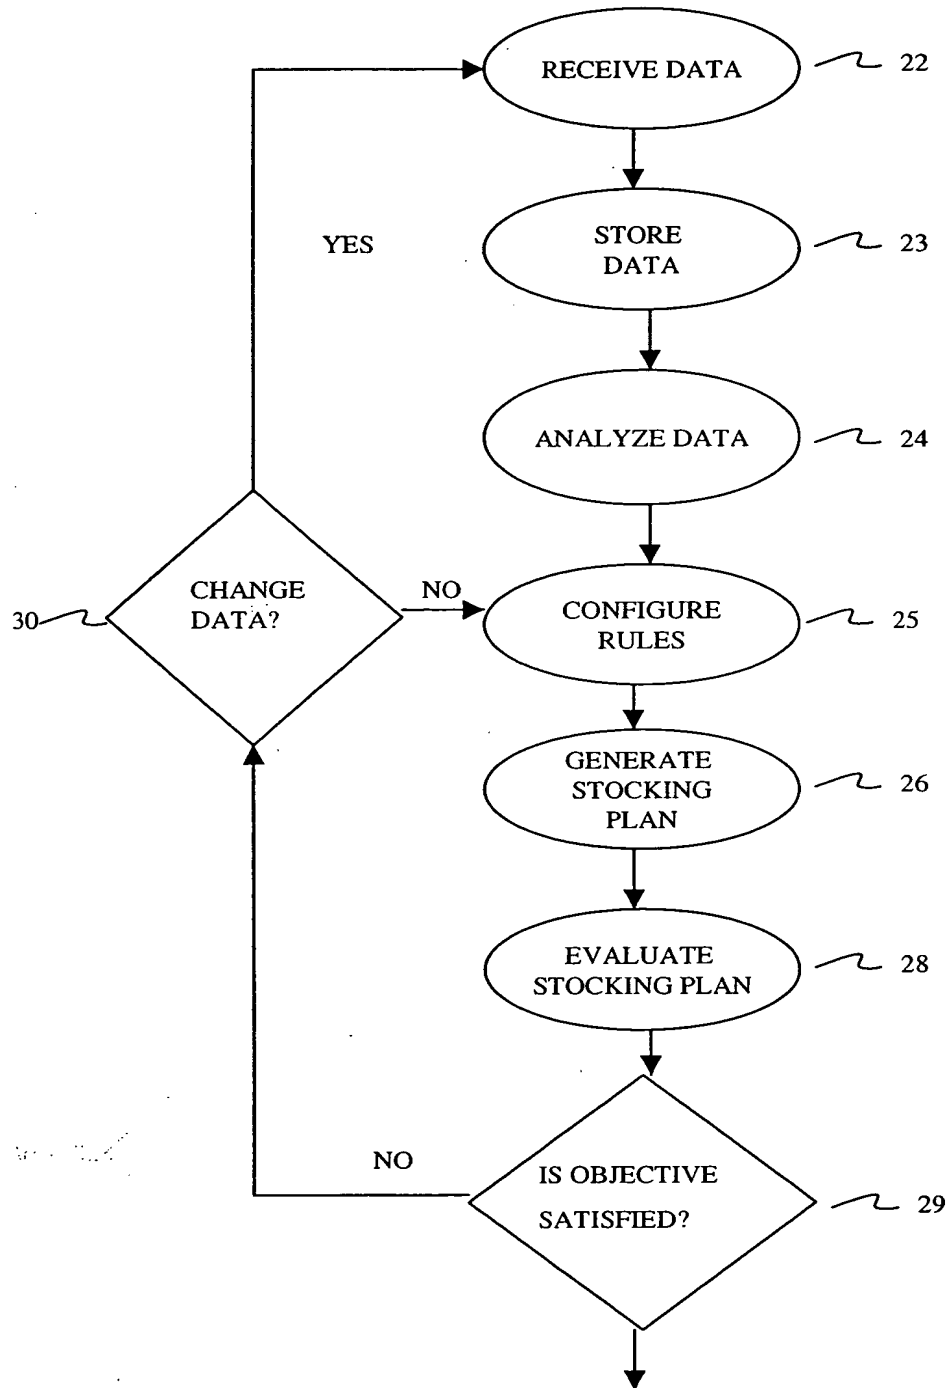 RECEIVE DATA
22
YES
STORE
DATA
23
ANALYZE DATA
24
CHANGE
DATA?
30
NO
CONFIGURE
RULES
25
GENERATE
STOCKING
PLAN
26
EVALUATE
STOCKING PLAN
28
NO
IS OBJECTIVE
SATISFIED?
29